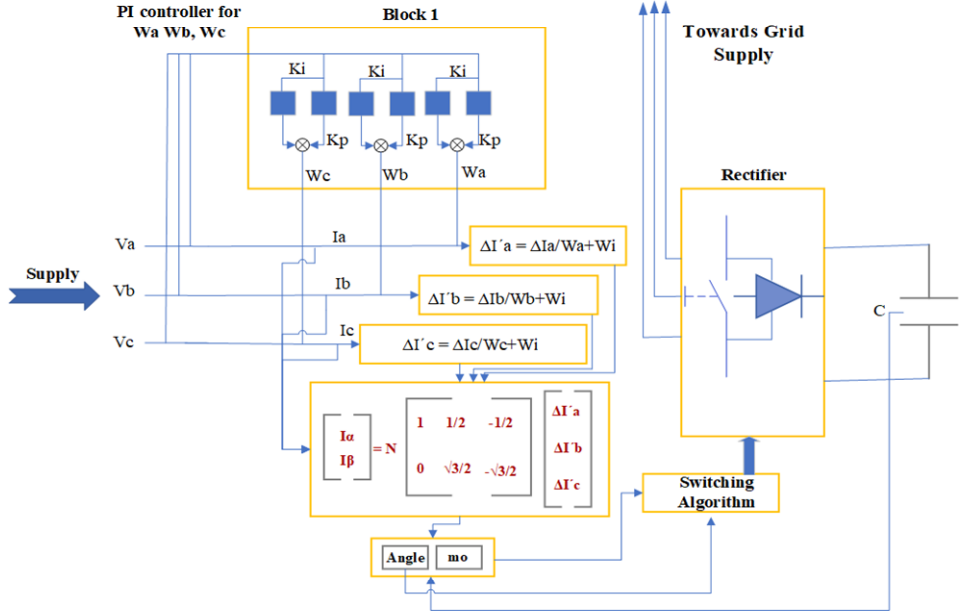 PI controller for
Wa Wb, Wc
Block 1
Towards Grid
Supply
Ki
Ki
Ki
Kp
Kp
Kp
Wc
Wb
Wa
Rectifier
Va
Ia
ΔI´a = ΔIa/Wa+Wi
Supply
Vb
Ib
ΔI´b = ΔIb/Wb+Wi
C
Vc
Ic
ΔI´c = ΔIc/Wc+Wi
Iα
Iβ
= N
1 1/2 -1/2
0 √3/2 -√3/2
ΔI´a
ΔI´b
ΔI´c
Switching
Algorithm
Angle
mo